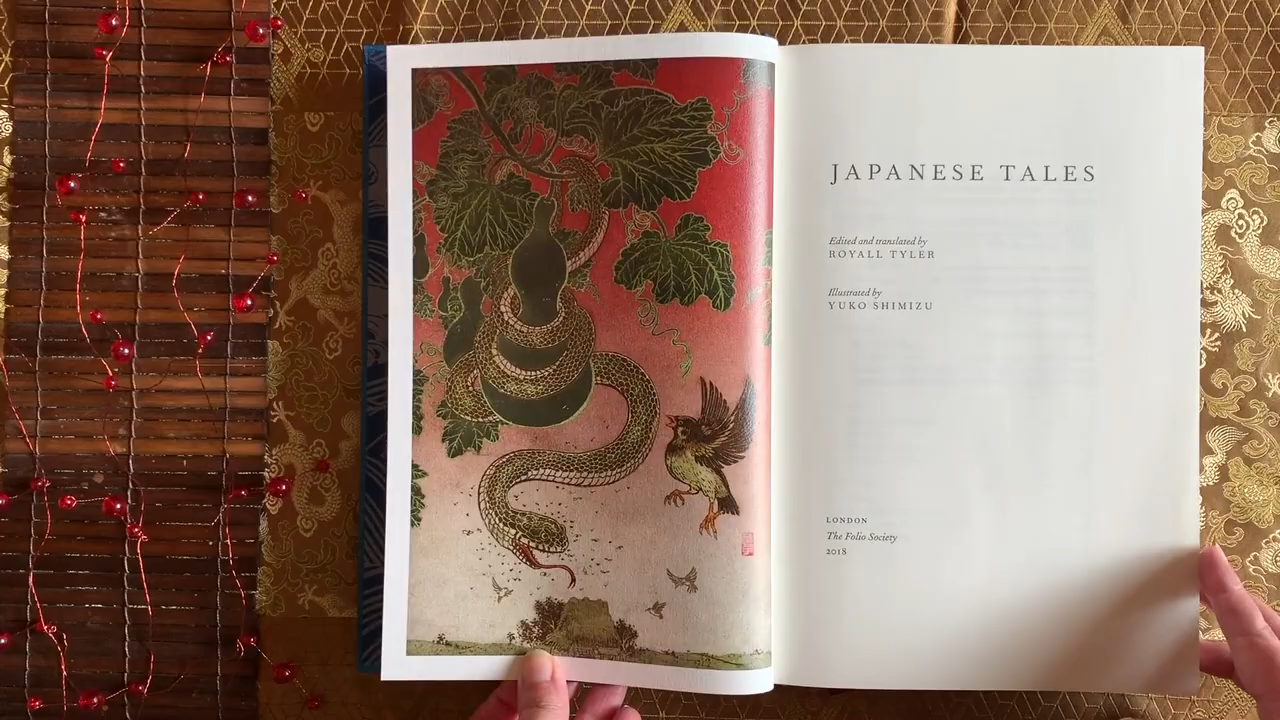 JAPANESE TALES
Edited and translated by
ROYALL TYLER
Illustrated by
YUKO SHIMIZU
LONDON
The Folio Society
2018